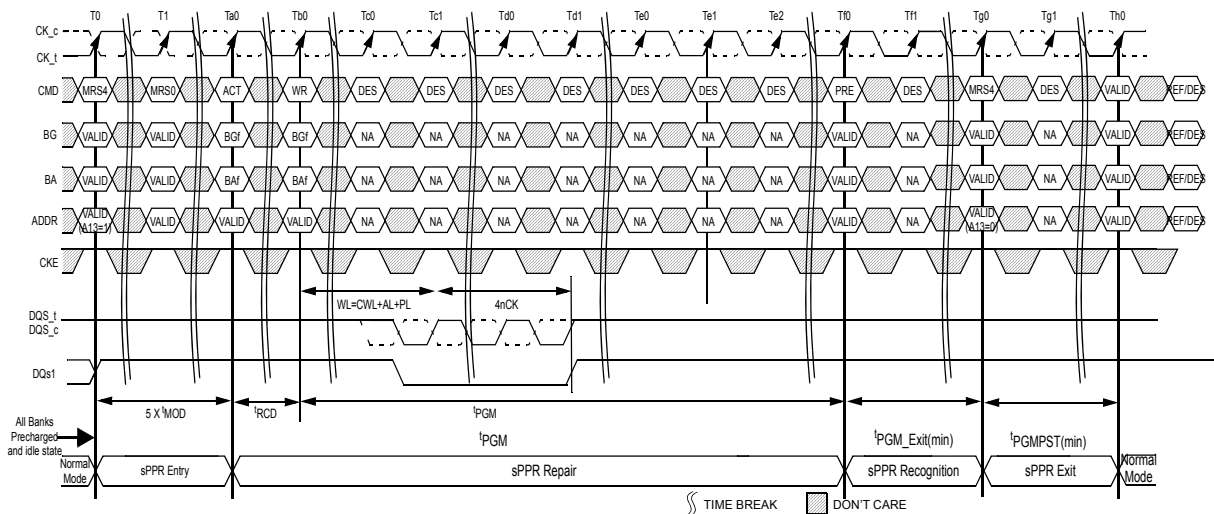 T0 T1 Ta0 Tb0 Tc0 Tc1 Td0 Td1 Te0 Te1 Te2 Tf0 Tf1 Tg0 Tg1 Th0
CK_c
CK_t
CMD MRS4 MRS0 ACT WR DES DES DES DES DES DES DES PRE DES MRS4 DES VALID REF/DES
BG VALID VALID BGf BGf NA NA NA NA NA NA NA VALID NA VALID NA VALID REF/DES
BA VALID VALID BAf BAf NA NA NA NA NA NA NA VALID NA VALID NA VALID REF/DES
ADDR VALID (A13=1) VALID VALID VALID NA NA NA NA NA NA NA VALID NA VALID (A13=0) NA VALID REF/DES
CKE
WL=CWL+AL+PL 4nCK
DQS_t
DQS_c
DQs1
5 X tMOD tRCD tPGM
All Banks
Precharged
and idle state
tPGM tPGM_Exit(min) tPGMPST(min)
Normal
Mode
sPPR Entry sPPR Repair sPPR Recognition sPPR Exit
Normal
Mode
TIME BREAK DON'T CARE